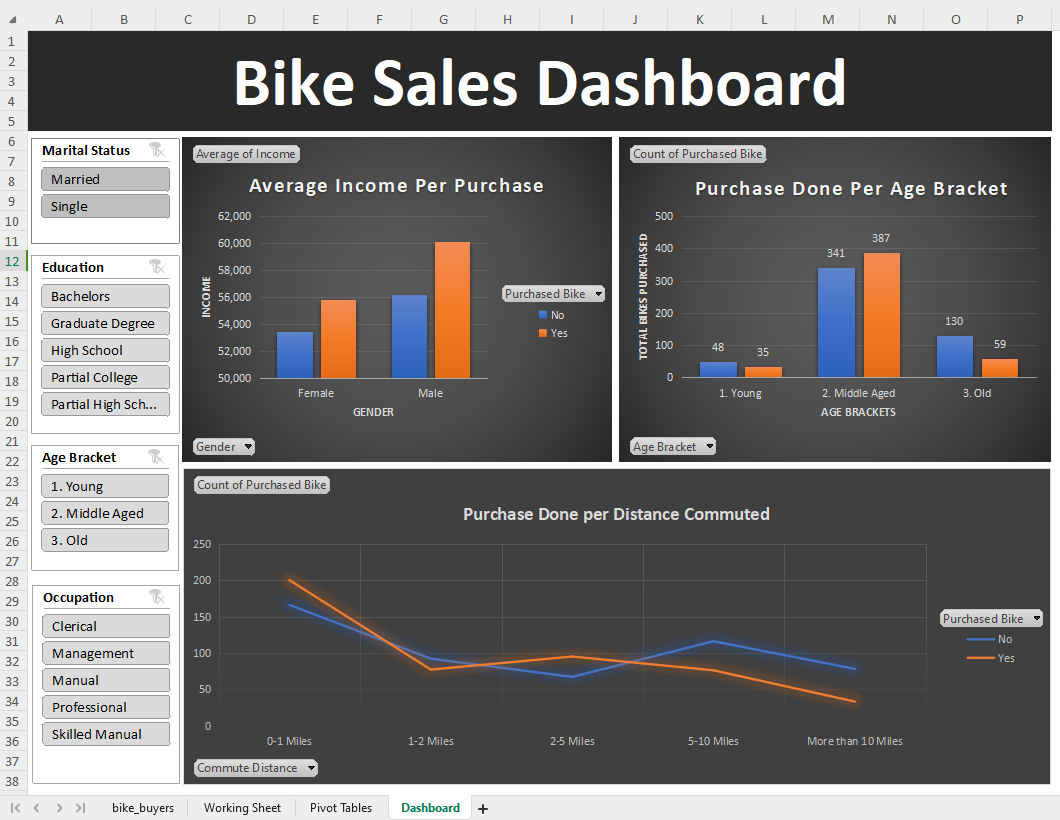 A B C D E F G H I J K L M N O P
1
2
3
4
5
6
7
8
9
10
11
12
13
14
15
16
17
18
19
20
21
22
23
24
25
26
27
28
29
30
31
32
33
34
35
36
37
38
Bike Sales Dashboard
Marital Status
Married
Single
Education
Bachelors
Graduate Degree
High School
Partial College
Partial High Sch...
Age Bracket
1. Young
2. Middle Aged
3. Old
Occupation
Clerical
Management
Manual
Professional
Skilled Manual
Average of Income
Average Income Per Purchase
62,000
60,000
58,000
56,000
54,000
52,000
50,000
INCOME
Female Male
GENDER
Purchased Bike
No
Yes
Gender
Count of Purchased Bike
Purchase Done Per Age Bracket
500
400
300
200
100
0
TOTAL BIKES PURCHASED
48 35 341 387 130 59
1. Young 2. Middle Aged 3. Old
AGE BRACKETS
Age Bracket
Count of Purchased Bike
Purchase Done per Distance Commuted
250
200
150
100
50
0
0-1 Miles 1-2 Miles 2-5 Miles 5-10 Miles More than 10 Miles
Purchased Bike
No
Yes
Commute Distance
bike_buyers Working Sheet Pivot Tables Dashboard +